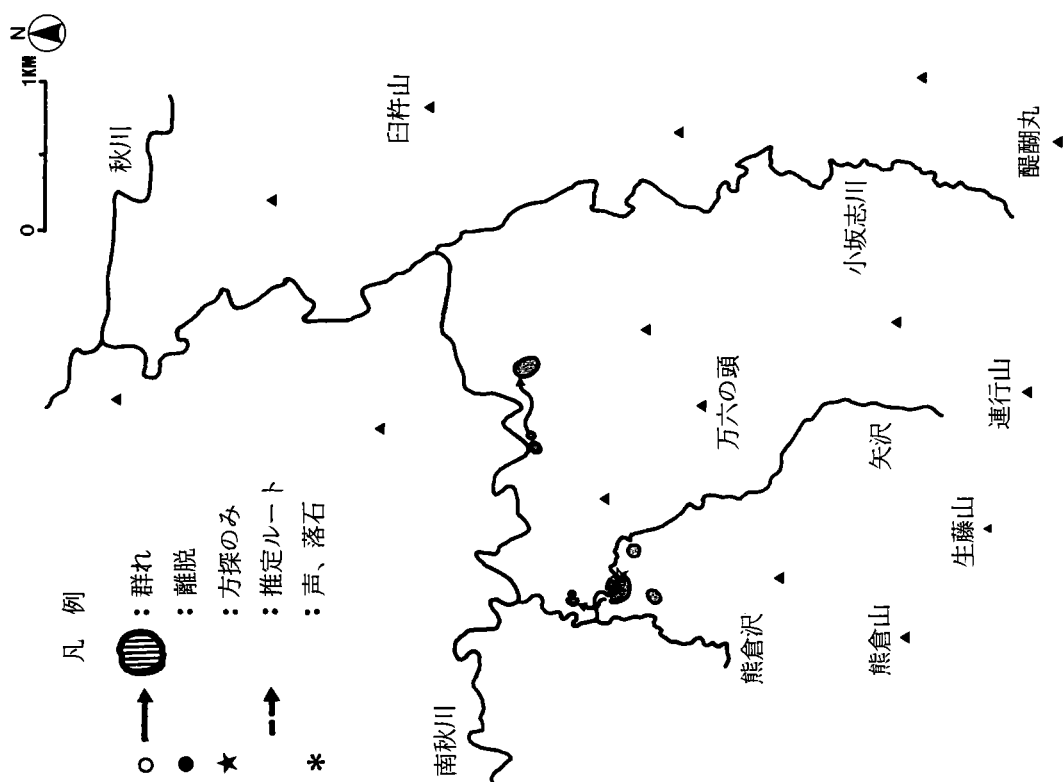 N
0 1KM
秋川
臼杵山
凡例
：群れ
：離脱
：方探のみ
：推定ルート
：声、落石
南秋川
小坂志川
醍醐丸
万六の頭
矢沢
連行山
生藤山
熊倉沢
熊倉山